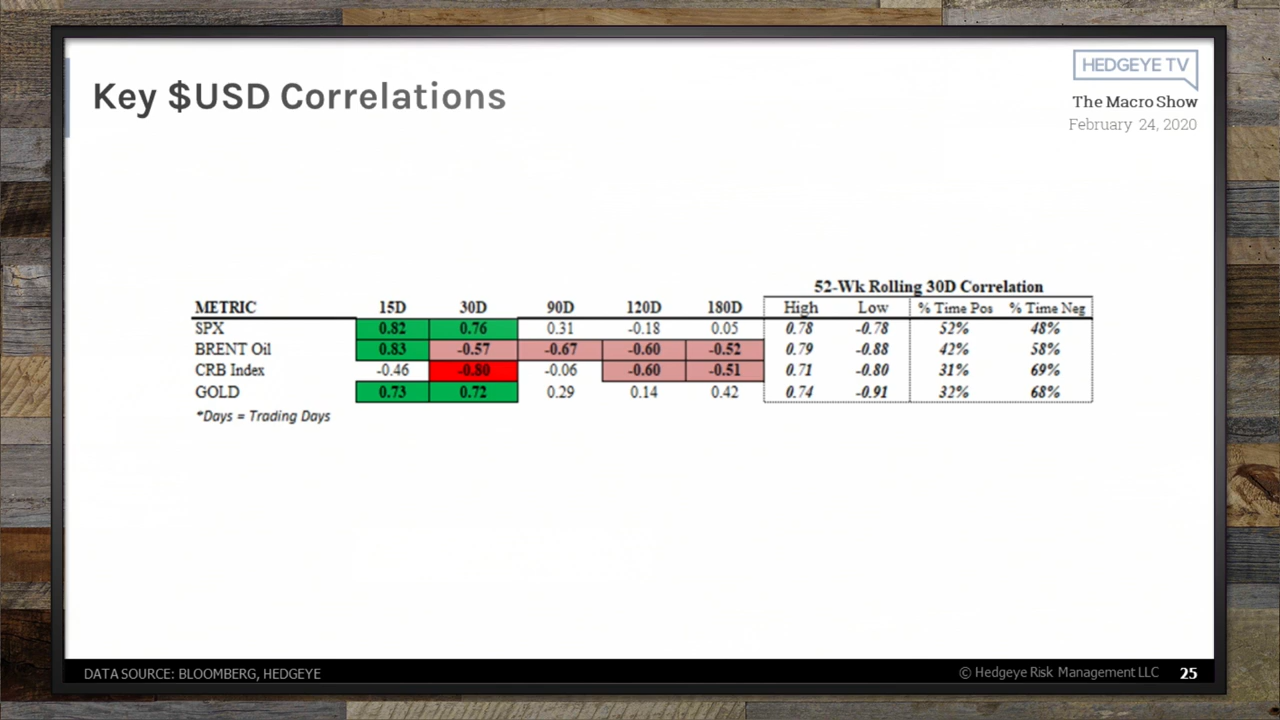 Key $USD Correlations
HEDGEYE TV
The Macro Show
February 24, 2020
52-Wk Rolling 30D Correlation
METRIC 15D 30D 90D 120D 180D High Low % Time Pos % Time Neg
SPX 0.82 0.76 0.31 -0.18 0.05 0.78 -0.78 52% 48%
BRENT Oil 0.83 -0.57 -0.67 -0.60 -0.52 0.79 -0.88 42% 58%
CRB Index -0.46 -0.80 -0.06 -0.60 -0.51 0.71 -0.80 31% 69%
GOLD 0.73 0.72 0.29 0.14 0.42 0.74 -0.91 32% 68%
*Days = Trading Days
DATA SOURCE: BLOOMBERG, HEDGEYE
© Hedgeye Risk Management LLC 25